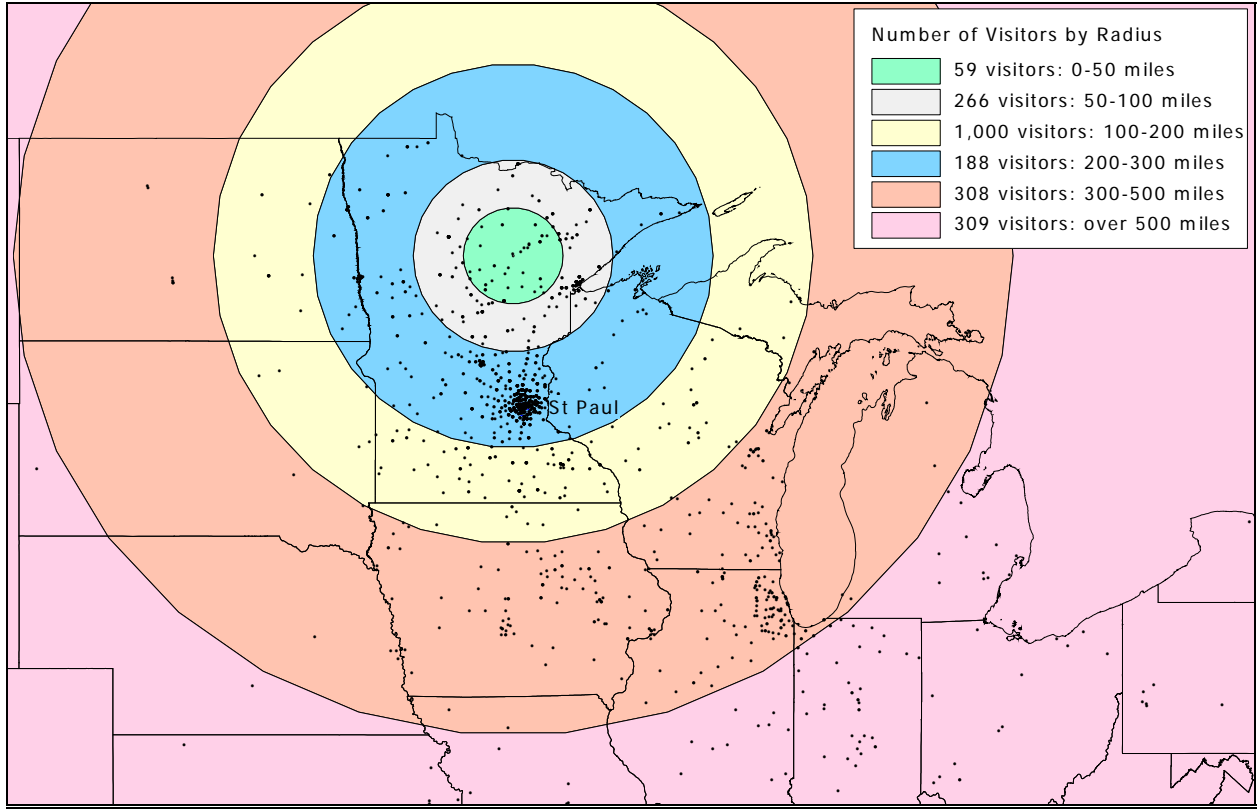 Number of Visitors by Radius
59 visitors: 0-50 miles
266 visitors: 50-100 miles
1,000 visitors: 100-200 miles
188 visitors: 200-300 miles
308 visitors: 300-500 miles
309 visitors: over 500 miles
St Paul